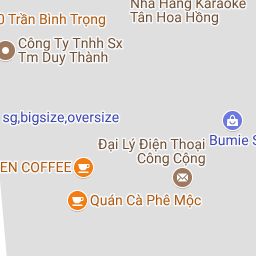 Nhà Hàng Karaoke
Tân Hoa Hồng
0 Trần Bình Trọng
Công Ty Tnhh Sx
Tm Duy Thành
sg,bigsize,oversize
Bumie S
Đại Lý Điện Thoại
Công Cộng
EN COFFEE
Quán Cà Phê Mộc